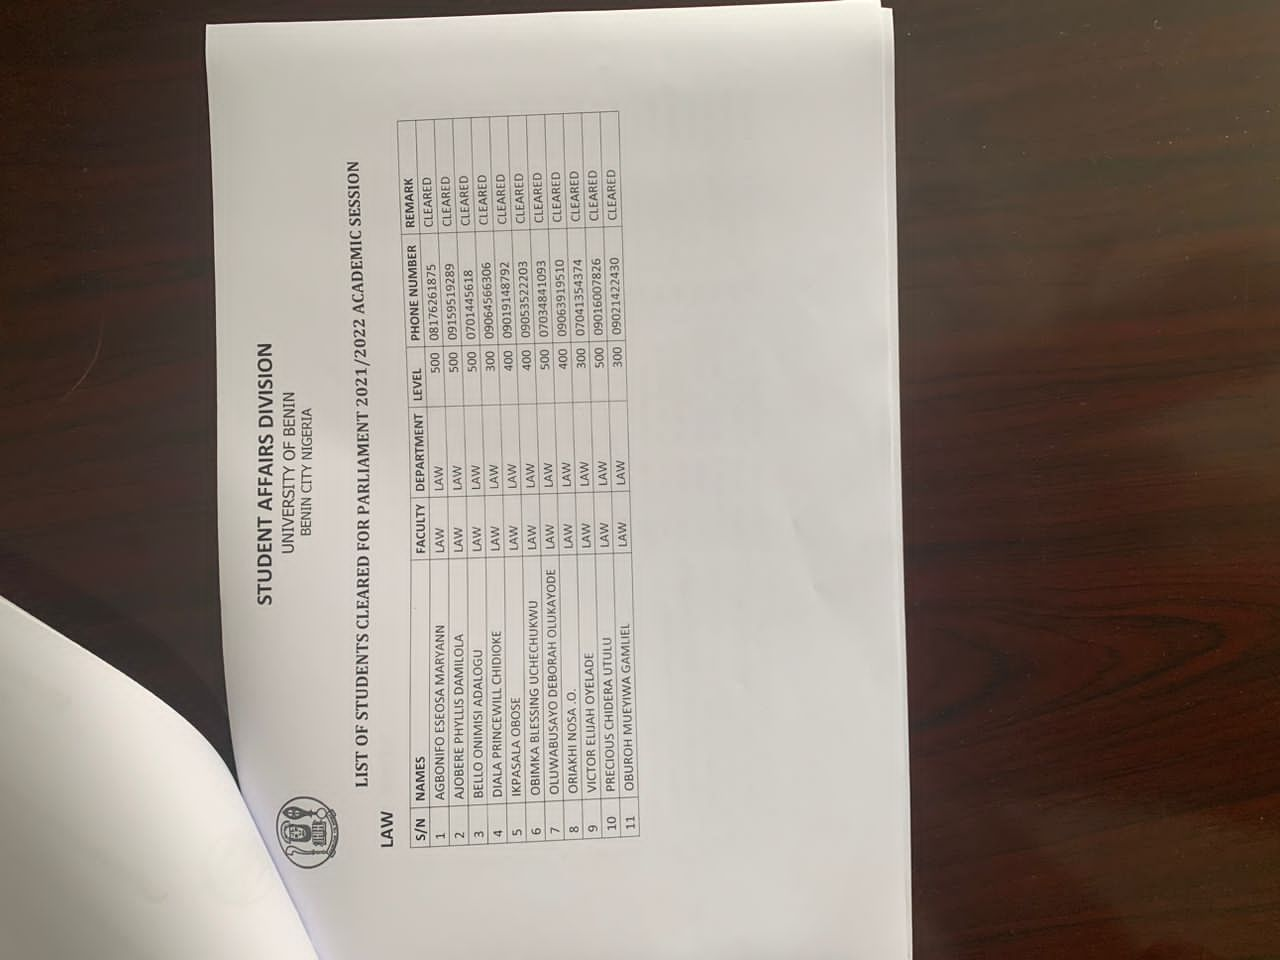 STUDENT AFFAIRS DIVISION
UNIVERSITY OF BENIN
BENIN CITY NIGERIA
LIST OF STUDENTS CLEARED FOR PARLIAMENT 2021/2022 ACADEMIC SESSION
LAW
S/N NAMES FACULTY DEPARTMENT LEVEL PHONE NUMBER REMARK
1 AGBONIFO ESEOSA MARYANN LAW LAW 500 08176261875 CLEARED
2 AJOBERE PHYLLIS DAMILOLA LAW LAW 500 09159519289 CLEARED
3 BELLO ONIMISI ADALOGU LAW LAW 500 0701445618 CLEARED
4 DIALA PRINCEWILL CHIDIOKE LAW LAW 300 09064566306 CLEARED
5 IKPASALA OBOSE LAW LAW 400 09019148792 CLEARED
6 OBIMKA BLESSING UCHECHUKWU LAW LAW 400 09053522203 CLEARED
7 OLUWABUSAYO DEBORAH OLUKAYODE LAW LAW 500 07034841093 CLEARED
8 ORIAKHI NOSA .O. LAW LAW 400 09063919510 CLEARED
9 VICTOR ELIJAH OYELADE LAW LAW 300 07041354374 CLEARED
10 PRECIOUS CHIDERA UTULU LAW LAW 500 09016007826 CLEARED
11 OBUROH MUEYIWA GAMLIEL LAW LAW 300 09021422430 CLEARED